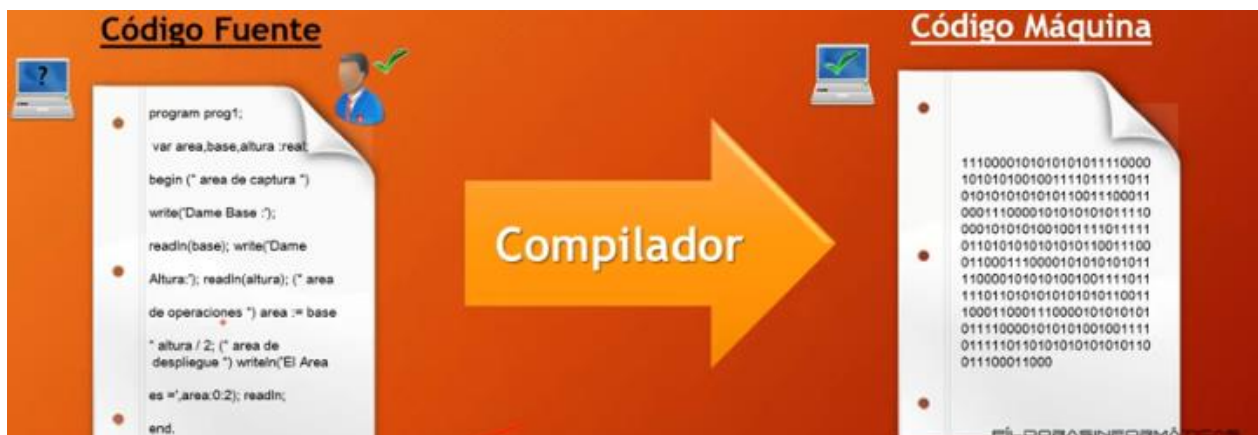 Código Fuente
?
program prog1;
var area,base,altura :real;
begin (" area de captura ")
write('Dame Base :');
readln(base); write('Dame
Altura:'); readln(altura); (" area
de operaciones ") area := base
" altura / 2; (" area de
despliegue ") writeln('El Area
es =',area:0:2); readln;
end.
Compilador
Código Máquina
1110000101010101011110000
1010101001001111011111011
0101010101010110011100011
0001110000101010101011110
0001010101001001111011111
0110101010101010110011100
0110001110000101010101011
1100001010101001001111011
1110110101010101010110011
1000110001110000101010101
0111100001010101001001111
0111110110101010101010110
011100011000